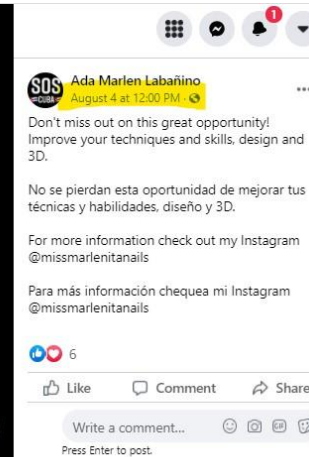 1
SOS
CUBA
Ada Marlen Labañino
August 4 at 12:00 PM ·
Don't miss out on this great opportunity!
Improve your techniques and skills, design and
3D.
No se pierdan esta oportunidad de mejorar tus
técnicas y habilidades, diseño y 3D.
For more information check out my Instagram
@missmarlenitanails
Para más información chequea mi Instagram
@missmarlenitanails
6
Like Comment Share
Write a comment... GIF
Press Enter to post.